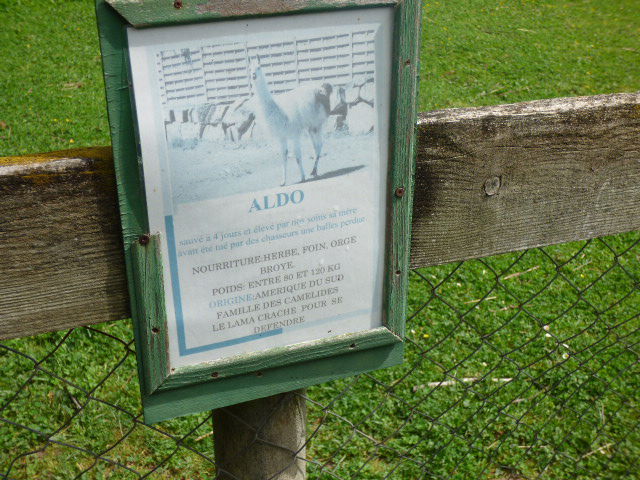 ALDO
sauvé a 4 jours et élevé par nos soins sa mére
avant été tué par des chasseurs une balles perdue
NOURRITURE:HERBE, FOIN, ORGE
BROYE.
POIDS: ENTRE 80 ET 120 KG
ORIGINE:AMERIQUE DU SUD
FAMILLE DES CAMELIDES
LE LAMA CRACHE POUR SE
DEFENDRE